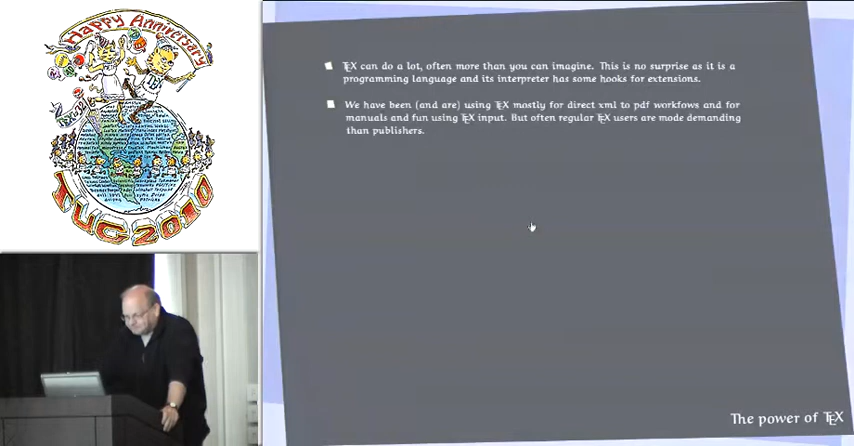 Happy Anniversary
TUG 2010
TEX can do a lot, often more than you can imagine. This is no surprise as it is a
programming language and its interpreter has some hooks for extensions.
We have been (and are) using TEX mostly for direct xml to pdf workfows and for
manuals and fun using TEX input. But often regular TEX users are mode demanding
than publishers.
The power of TEX